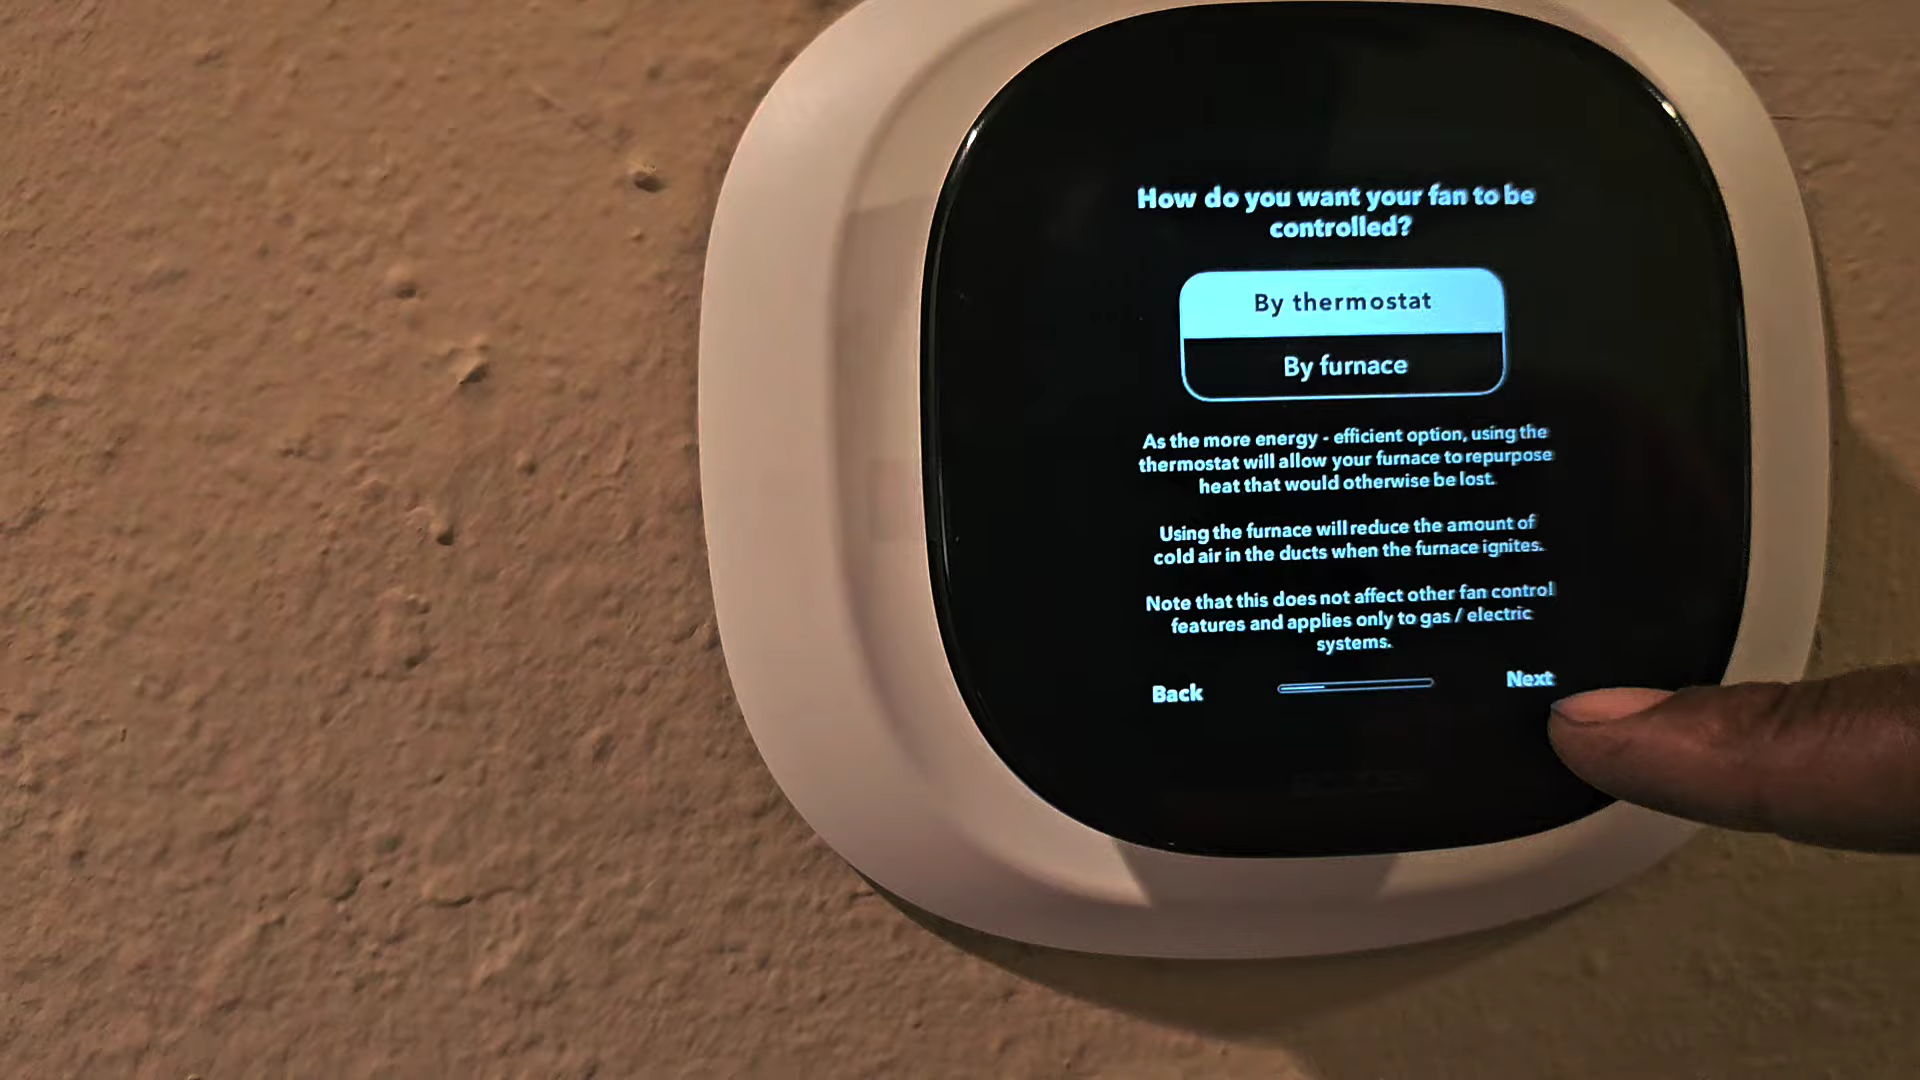 How do you want your fan to be
controlled?
By thermostat
By furnace
As the more energy - efficient option, using the
thermostat will allow your furnace to repurpose
heat that would otherwise be lost.
Using the furnace will reduce the amount of
cold air in the ducts when the furnace ignites.
Note that this does not affect other fan control
features and applies only to gas / electric
systems.
Back
Next